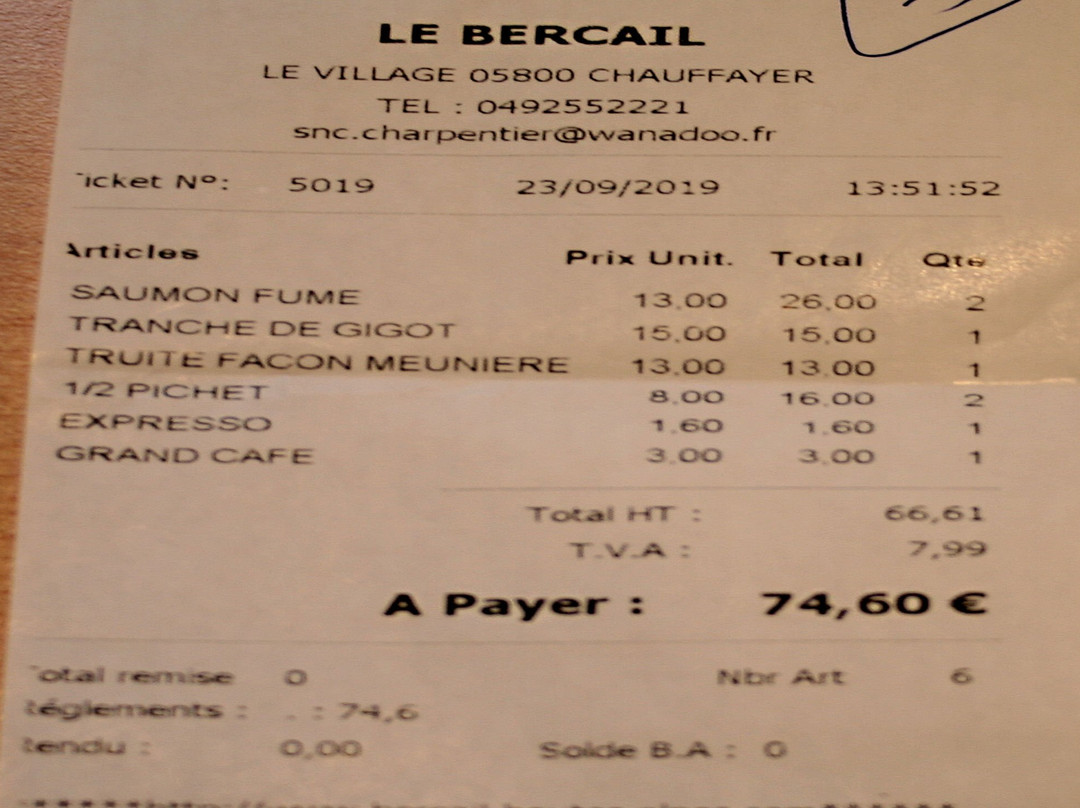 LE BERCAIL
LE VILLAGE 05800 CHAUFFAYER
TEL : 0492552221
snc.charpentier@wanadoo.fr
icket Nº: 5019 23/09/2019 13:51:52
Articles Prix Unit. Total Qte
SAUMON FUME 13.00 26.00 2
TRANCHE DE GIGOT 15.00 15.00 1
TRUITE FACON MEUNIERE 13.00 13.00 1
1/2 PICHET 8.00 16.00 2
EXPRESSO 1.60 1.60 1
GRAND CAFE 3.00 3.00 1
Total HT : 66,61
T.V.A : 7,99
A Payer : 74,60 €
otal remise 0 Nbr Art 6
Réglements : . : 74,6
tendu : 0,00 Solde B.A : 0